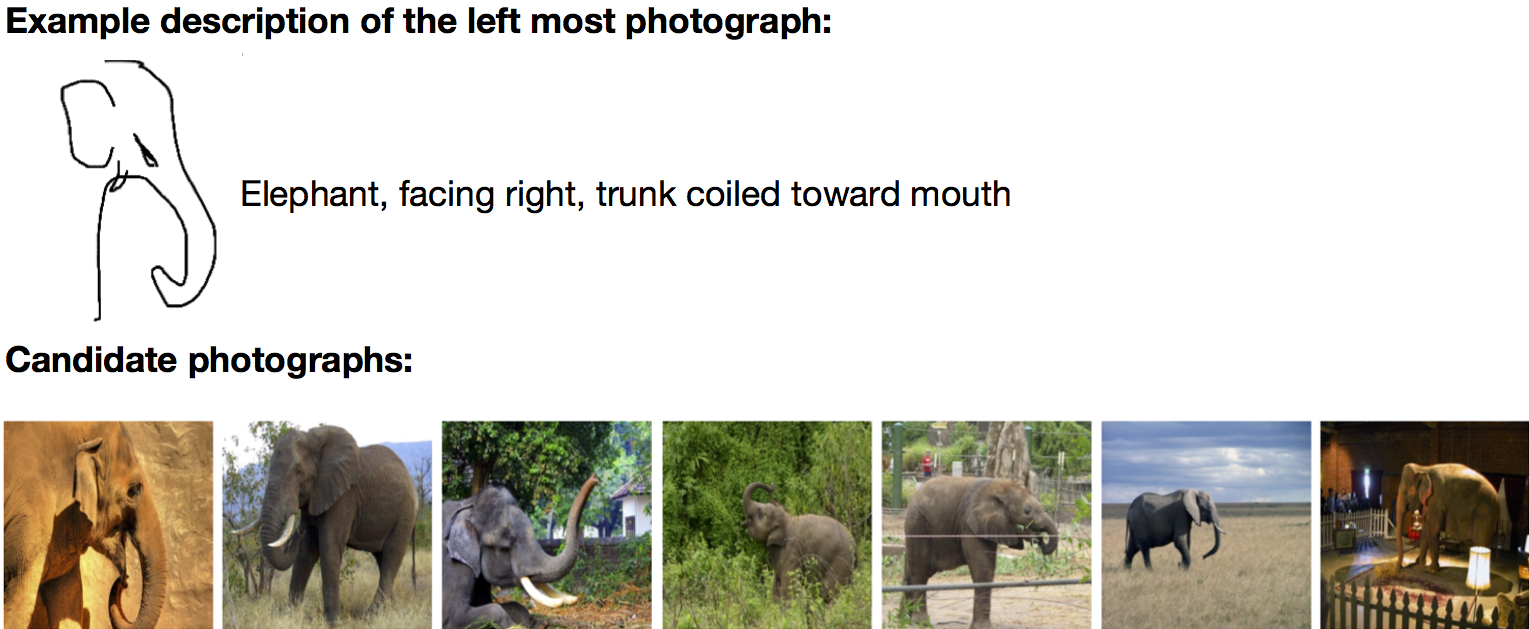 Example description of the left most photograph:
Elephant, facing right, trunk coiled toward mouth
Candidate photographs: